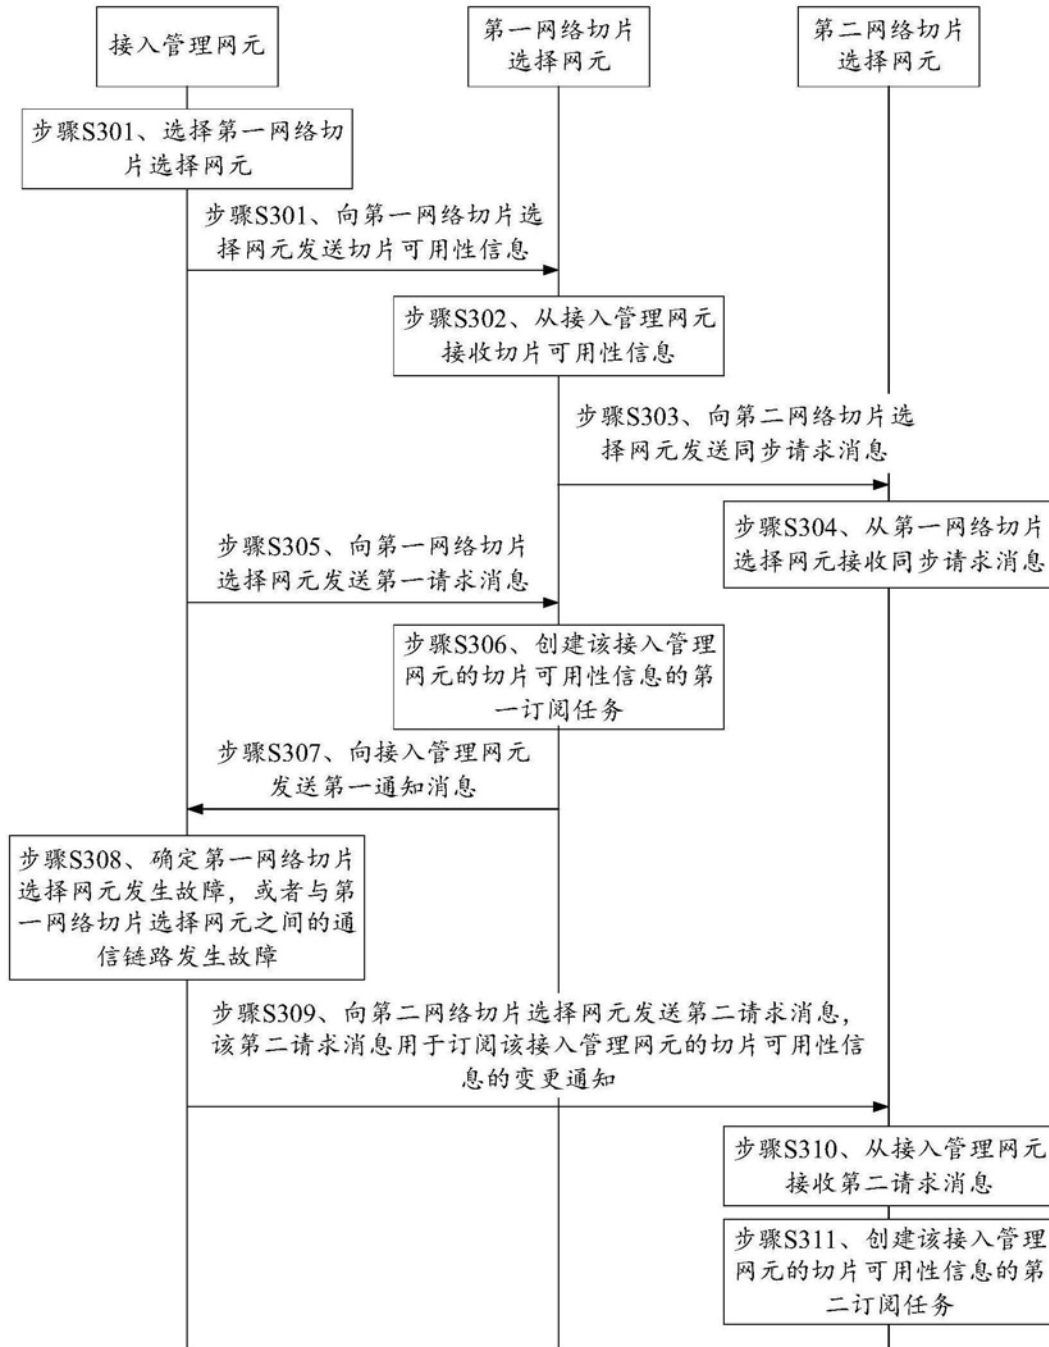 接入管理网元
第一网络切片
选择网元
第二网络切片
选择网元
步骤S301、选择第一网络切
片选择网元
步骤S301、向第一网络切片选
择网元发送切片可用性信息
步骤S302、从接入管理网元
接收切片可用性信息
步骤S303、向第二网络切片选
择网元发送同步请求消息
步骤S304、从第一网络切片
选择网元接收同步请求消息
步骤S305、向第一网络切片
选择网元发送第一请求消息
步骤S306、创建该接入管理
网元的切片可用性信息的第
一订阅任务
步骤S307、向接入管理网元
发送第一通知消息
步骤S308、确定第一网络切片
选择网元发生故障，或者与第
一网络切片选择网元之间的通
信链路发生故障
步骤S309、向第二网络切片选择网元发送第二请求消息，
该第二请求消息用于订阅该接入管理网元的切片可用性信
息的变更通知
步骤S310、从接入管理网元
接收第二请求消息
步骤S311、创建该接入管理
网元的切片可用性信息的第
二订阅任务